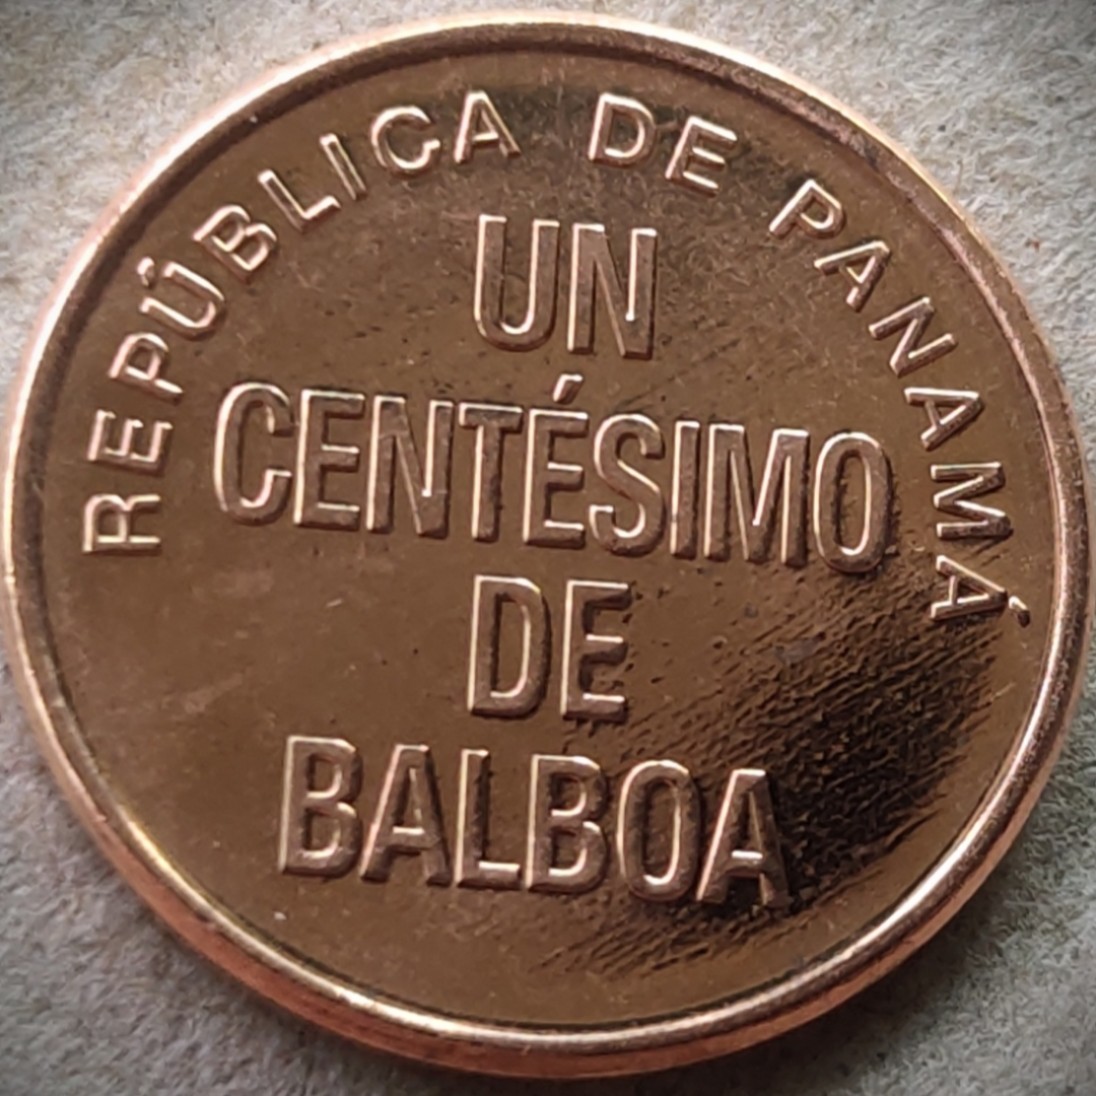 REPÚBLICA DE PANAMÁ
UN
CENTÉSIMO
DE
BALBOA